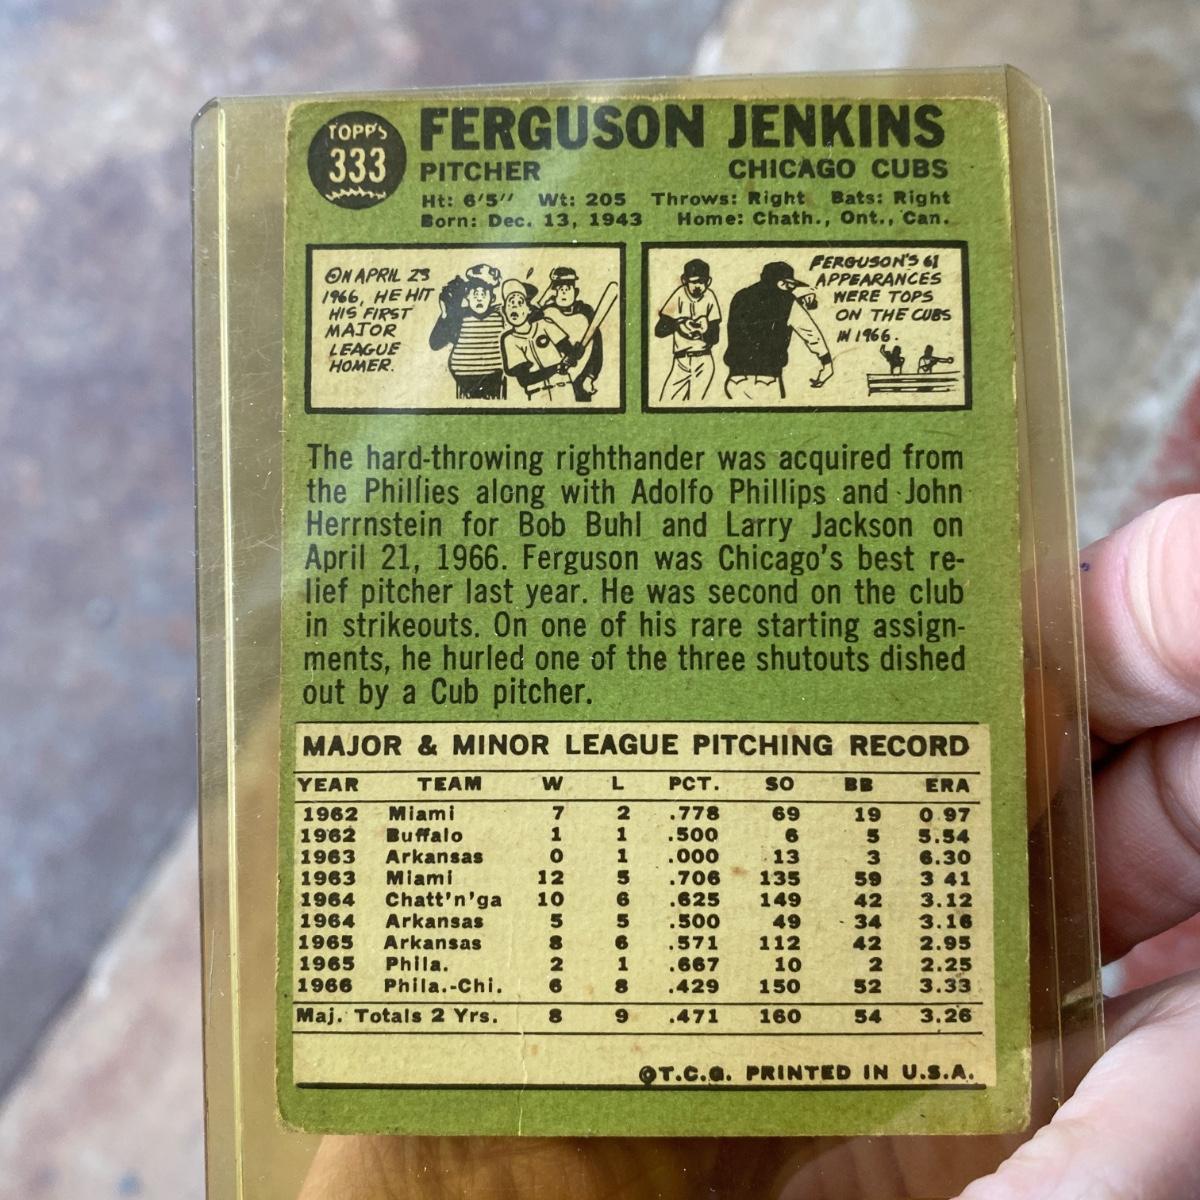 TOPP'S
333
FERGUSON JENKINS
PITCHER CHICAGO CUBS
Ht: 6'5" Wt: 205 Throws: Right Bats: Right
Born: Dec. 13, 1943 Home: Chath., Ont., Can.
ON APRIL 23
1966, HE HIT
HIS FIRST
MAJOR
LEAGUE
HOMER.
FERGUSON'S 61
APPEARANCES
WERE TOPS
ON THE CUBS
IN 1966.
The hard-throwing righthander was acquired from
the Phillies along with Adolfo Phillips and John
Herrnstein for Bob Buhl and Larry Jackson on
April 21, 1966. Ferguson was Chicago's best re-
lief pitcher last year. He was second on the club
in strikeouts. On one of his rare starting assign-
ments, he hurled one of the three shutouts dished
out by a Cub pitcher.
MAJOR & MINOR LEAGUE PITCHING RECORD
YEAR TEAM W L PCT. SO BB ERA
1962 Miami 7 2 .778 69 19 0.97
1962 Buffalo 1 1 .500 6 5 5.54
1963 Arkansas 0 1 .000 13 3 6.30
1963 Miami 12 5 .706 135 59 3 41
1964 Chatt'n'ga 10 6 .625 149 42 3.12
1964 Arkansas 5 5 .500 49 34 3.16
1965 Arkansas 8 6 .571 112 42 2.95
1965 Phila. 2 1 .667 10 2 2.25
1966 Phila.-Chi. 6 8 .429 150 52 3.33
Maj. Totals 2 Yrs. 8 9 .471 160 54 3.26
©T.C.G. PRINTED IN U.S.A.